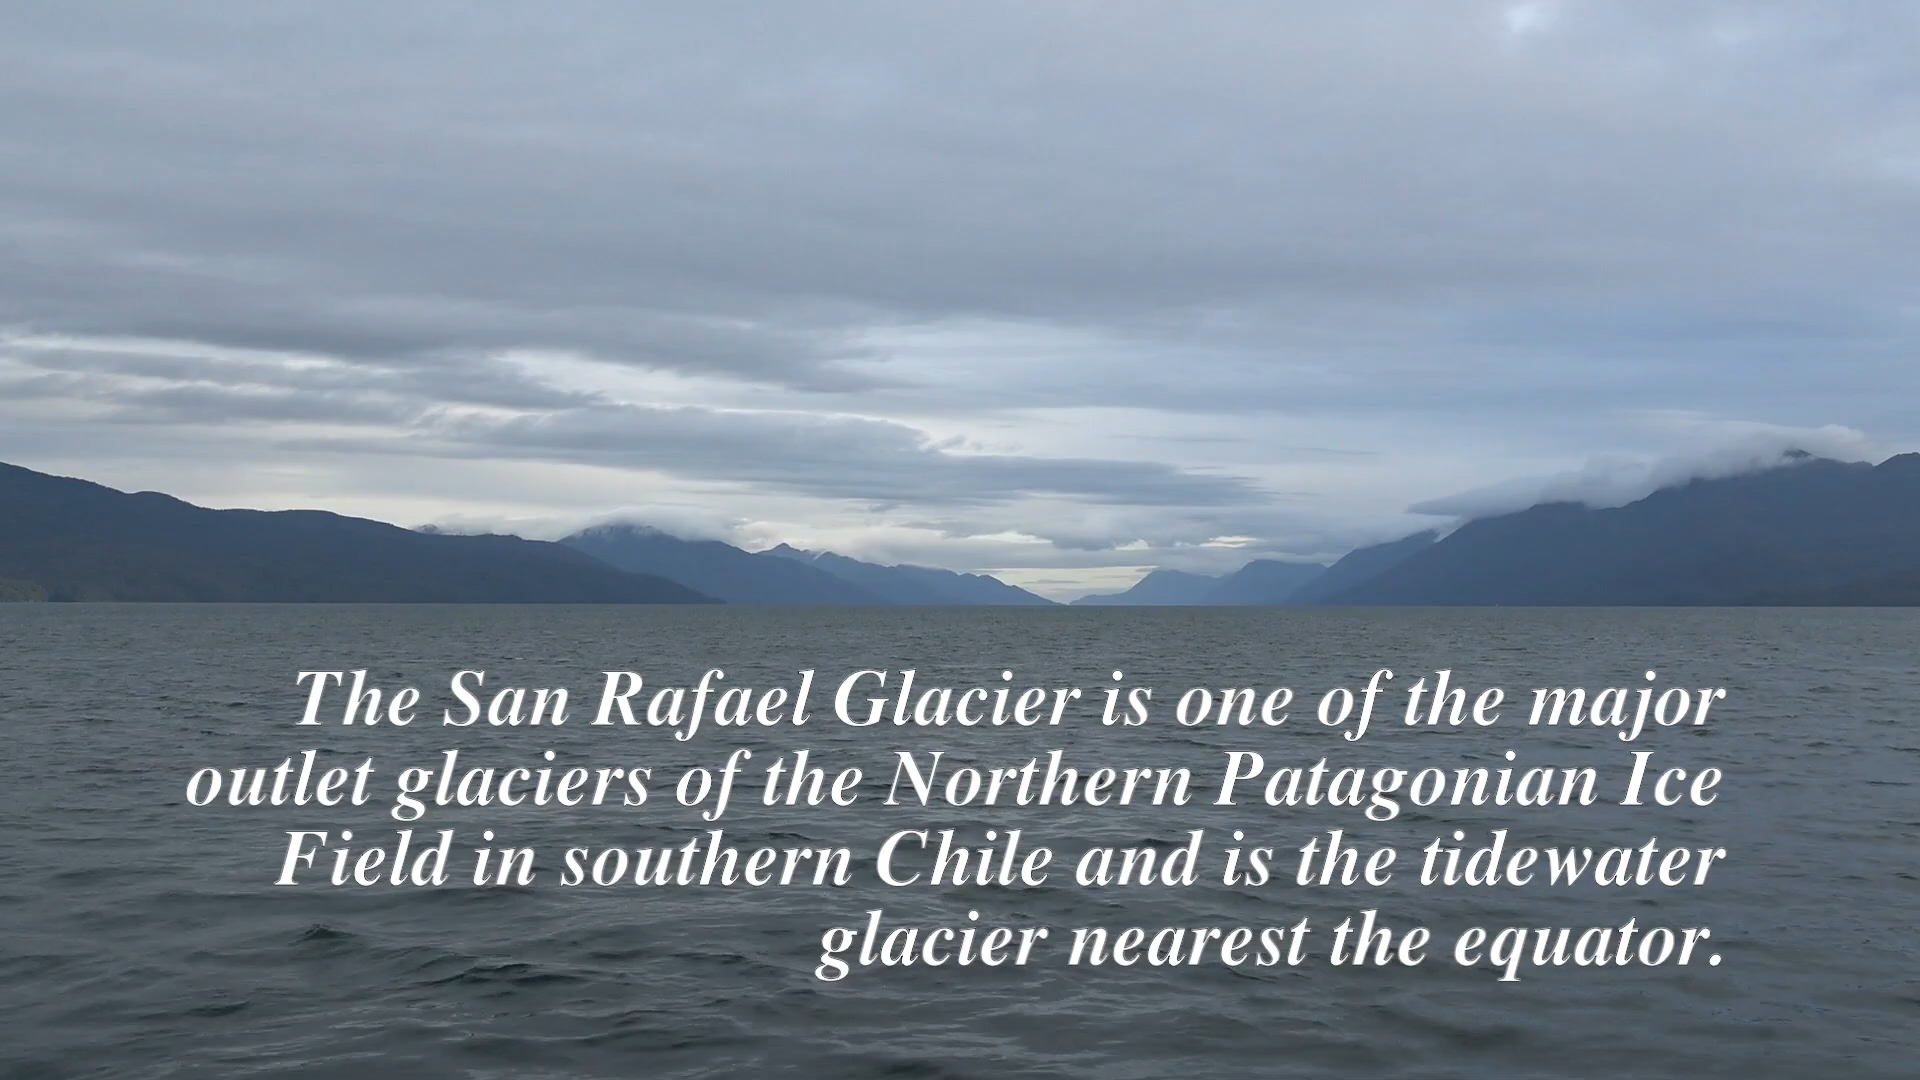 The San Rafael Glacier is one of the major
outlet glaciers of the Northern Patagonian Ice
Field in southern Chile and is the tidewater
glacier nearest the equator.